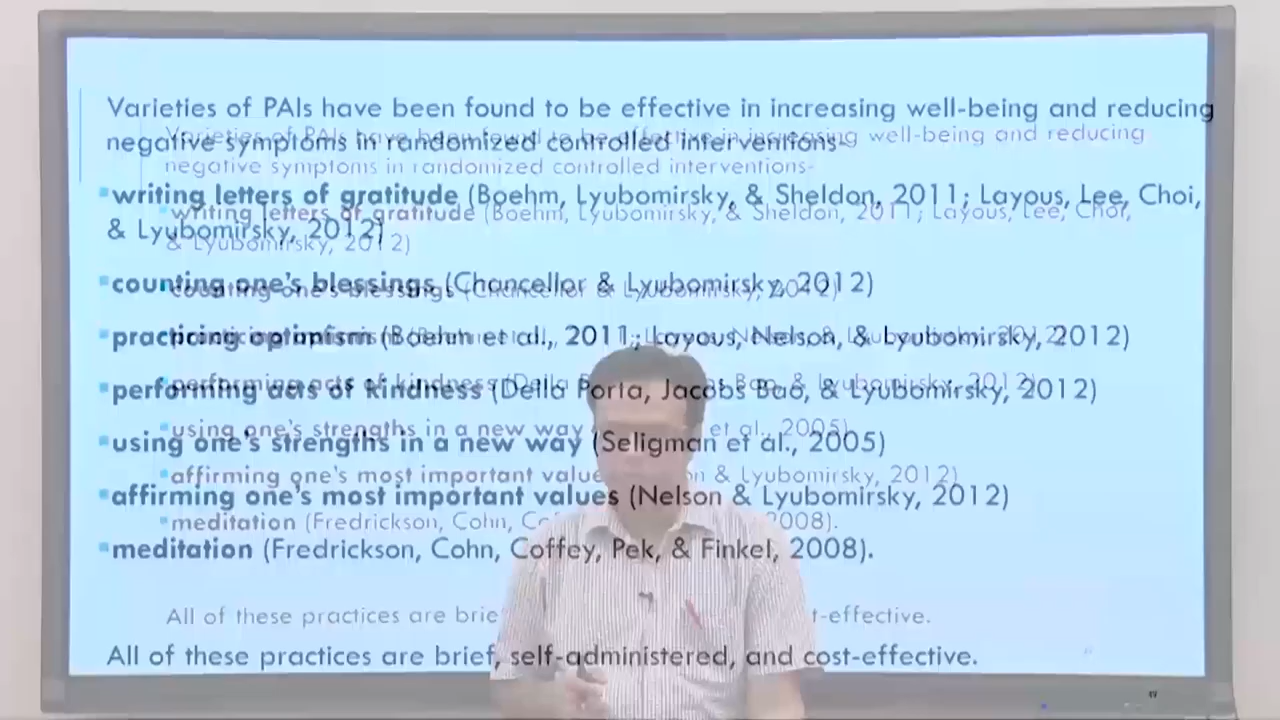 Varieties of PAIs have been found to be effective in increasing well-being and reducing
negative symptoms in randomized controlled interventions-
writing letters of gratitude (Boehm, Lyubomirsky, & Sheldon, 2011; Layous, Lee, Choi,
& Lyubomirsky, 2012)
counting one's blessings (Chancellor & Lyubomirsky, 2012)
practicing optimism (Boehm et al., 2011; Layous, Nelson, & Lyubomirsky, 2012)
performing acts of kindness (Della Porta, Jacobs Bao, & Lyubomirsky, 2012)
using one's strengths in a new way (Seligman et al., 2005)
affirming one's most important values (Nelson & Lyubomirsky, 2012)
meditation (Fredrickson, Cohn, Coffey, Pek, & Finkel, 2008).
All of these practices are brief, self-administered, and cost-effective.